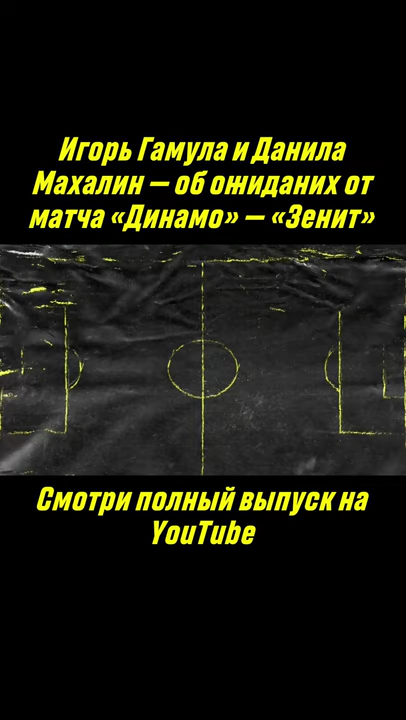 Игорь Гамула и Данила
Махалин — об ожиданих от
матча «Динамо» — «Зенит»
Смотри полный выпуск на
YouTube